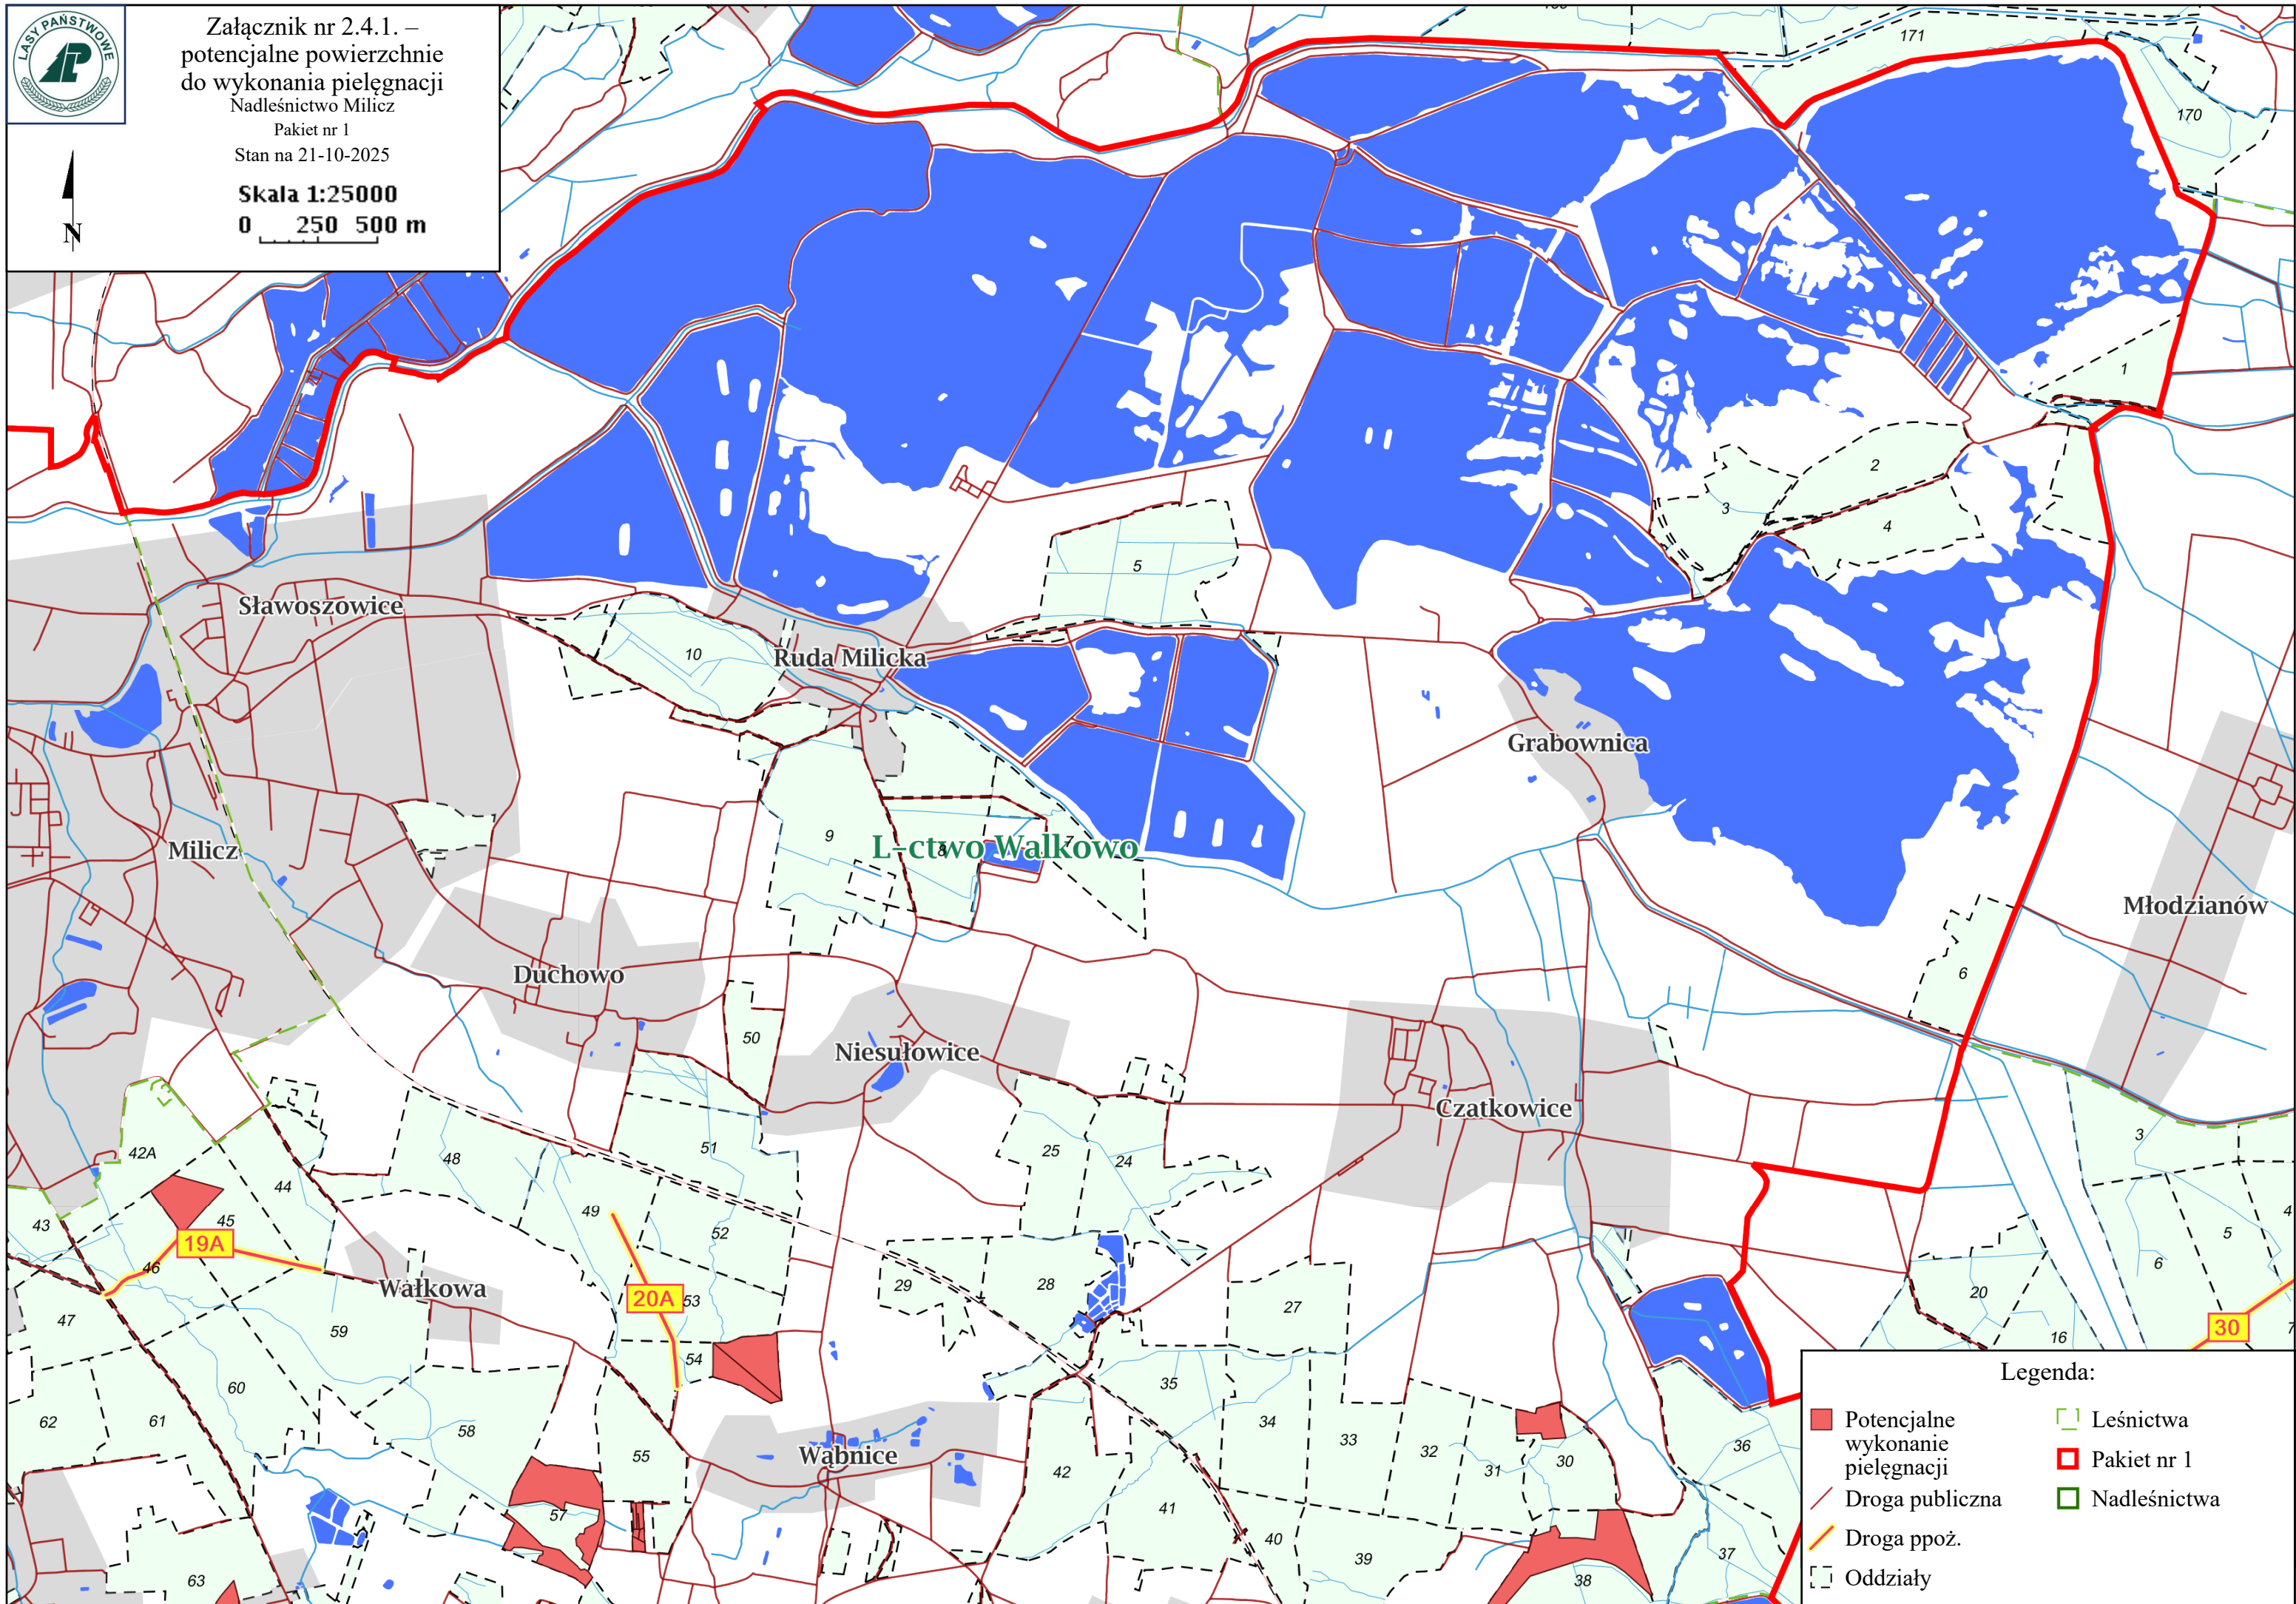 LASY PAŃSTWOWE
Załącznik nr 2.4.1. –
potencjalne powierzchnie
do wykonania pielęgnacji
Nadleśnictwo Milicz
Pakiet nr 1
Stan na 21-10-2025
Skala 1:25000
0 250 500 m
N
171
170
1
2
3
4
5
10
Sławoszowice
Ruda Milicka
Grabownica
9
8
7
L-ctwo Walkowo
Milicz
Młodzianów
6
Duchowo
50
Niesułowice
Czatkowice
42A
48
51
25
24
3
44
43
45
49
52
5
4
6
19A
46
20A
53
29
28
27
20
Wałkowa
47
59
54
16
30
7
60
35
62
61
58
55
Wąbnice
42
34
33
32
31
30
36
57
41
40
39
38
37
63
Legenda:
Potencjalne
wykonanie
pielęgnacji
Droga publiczna
Droga ppoż.
Oddziały
Leśnictwa
Pakiet nr 1
Nadleśnictwa